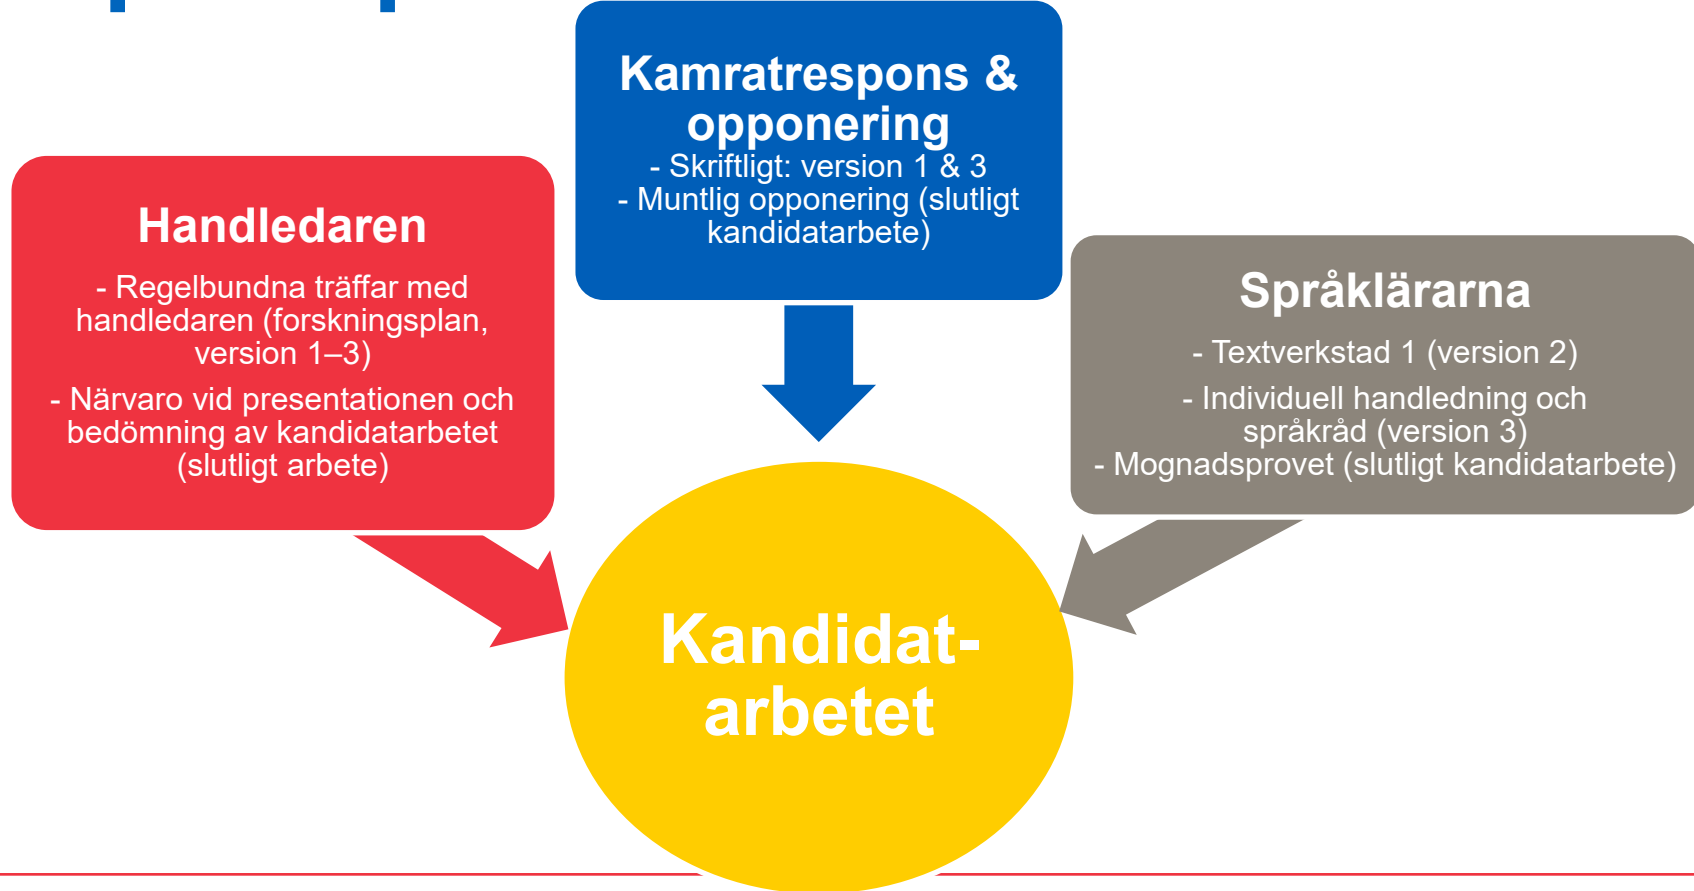 Kamratrespons &
opponering
- Skriftligt: version 1 & 3
- Muntlig opponering (slutligt
kandidatarbete)
Handledaren
- Regelbundna träffar med
handledaren (forskningsplan,
version 1–3)
- Närvaro vid presentationen och
bedömning av kandidatarbetet
(slutligt arbete)
Språklärarna
- Textverkstad 1 (version 2)
- Individuell handledning och
språkråd (version 3)
- Mognadsprovet (slutligt kandidatarbete)
Kandidat-
arbetet